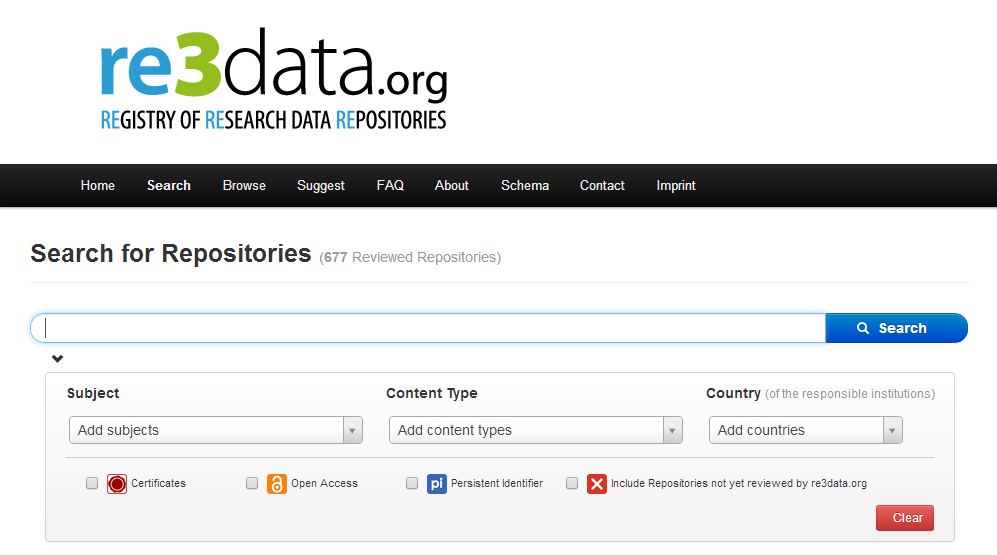 re3data.org
REGISTRY OF RESEARCH DATA REPOSITORIES
Home Search Browse Suggest FAQ About Schema Contact Imprint
Search for Repositories (677 Reviewed Repositories)
Search
Subject Content Type Country (of the responsible institutions)
Add subjects Add content types Add countries
Certificates Open Access pi Persistent Identifier Include Repositories not yet reviewed by re3data.org
Clear